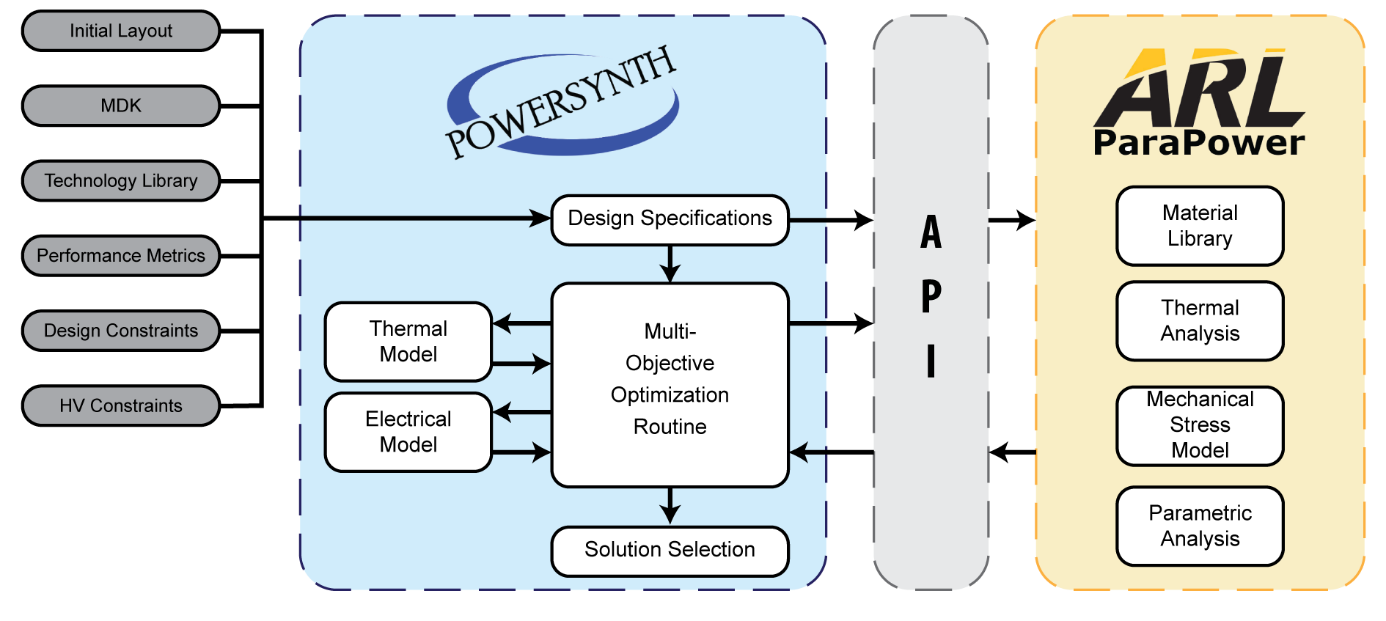 Initial Layout
MDK
Technology Library
Performance Metrics
Design Constraints
HV Constraints
POWERSYNTH
Design Specifications
Thermal
Model
Electrical
Model
Multi-
Objective
Optimization
Routine
Solution Selection
A
P
I
ARL
ParaPower
Material
Library
Thermal
Analysis
Mechanical
Stress
Model
Parametric
Analysis